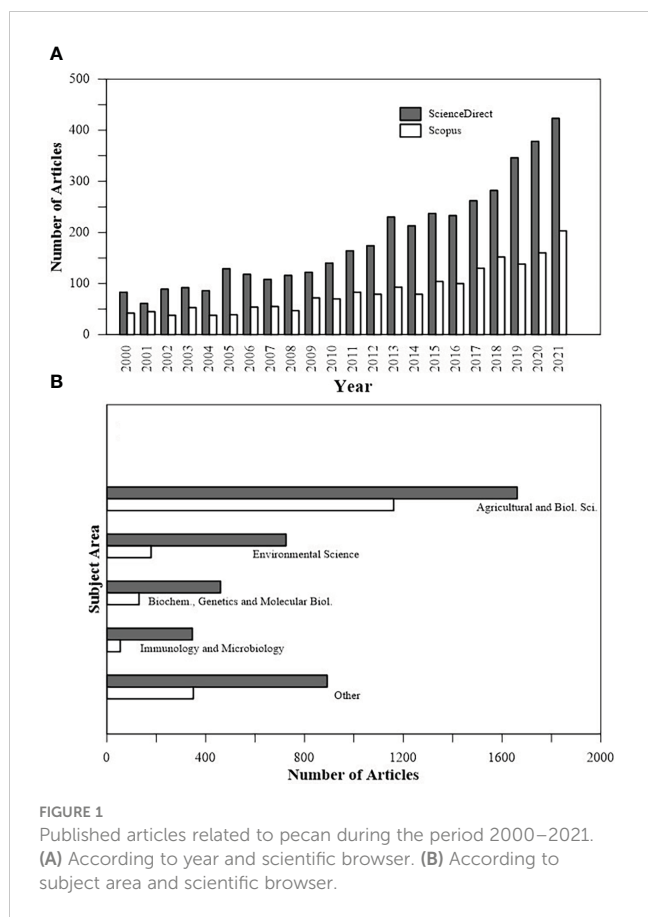 A
500
400
300
200
100
0
Number of Articles
ScienceDirect
Scopus
2000
2001
2002
2003
2004
2005
2006
2007
2008
2009
2010
2011
2012
2013
2014
2015
2016
2017
2018
2019
2020
2021
Year
B
Subject Area
Agricultural and Biol. Sci.
Environmental Science
Biochem., Genetics and Molecular Biol.
Immunology and Microbiology
Other
0
400
800
1200
1600
2000
Number of Articles
FIGURE 1
Published articles related to pecan during the period 2000–2021.
(A) According to year and scientific browser. (B) According to
subject area and scientific browser.